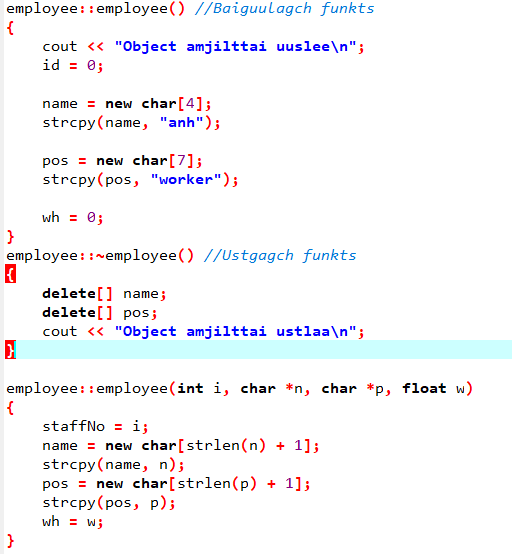 employee::employee() //Baiguulagch funkts
{
    cout << "Object amjilttai uuslee\n";
    id = 0;

    name = new char[4];
    strcpy(name, "anh");

    pos = new char[7];
    strcpy(pos, "worker");

    wh = 0;
}
employee::~employee() //Ustgagch funkts
{
    delete[] name;
    delete[] pos;
    cout << "Object amjilttai ustlaa\n";
}

employee::employee(int i, char *n, char *p, float w)
{
    staffNo = i;
    name = new char[strlen(n) + 1];
    strcpy(name, n);
    pos = new char[strlen(p) + 1];
    strcpy(pos, p);
    wh = w;
}